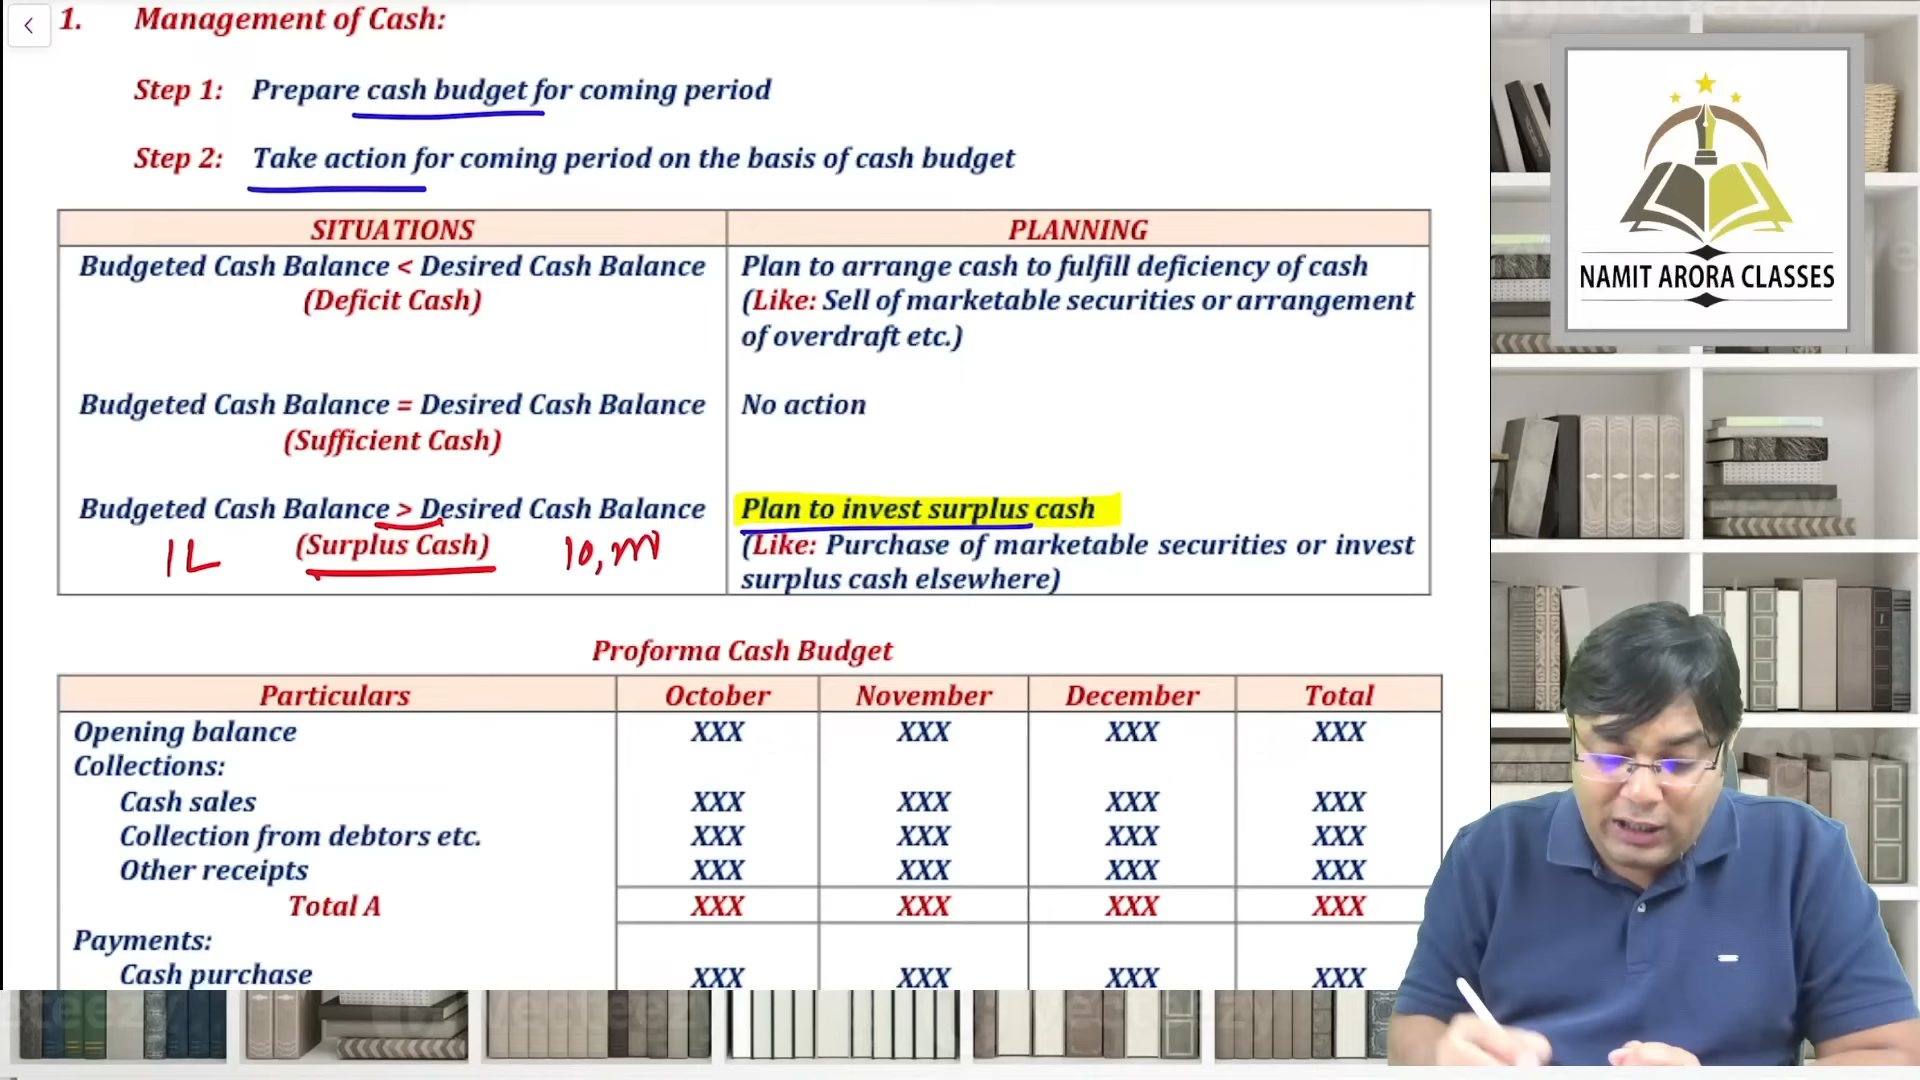 1. Management of Cash:
Step 1: Prepare cash budget for coming period
Step 2: Take action for coming period on the basis of cash budget
SITUATIONS PLANNING
Budgeted Cash Balance < Desired Cash Balance
(Deficit Cash)
Plan to arrange cash to fulfill deficiency of cash
(Like: Sell of marketable securities or arrangement
of overdraft etc.)
Budgeted Cash Balance = Desired Cash Balance
(Sufficient Cash)
No action
Budgeted Cash Balance > Desired Cash Balance
(Surplus Cash)
1L
Plan to invest surplus cash
(Like: Purchase of marketable securities or invest
surplus cash elsewhere)
Proforma Cash Budget
Particulars October November December Total
Opening balance XXX XXX XXX XXX
Collections:
Cash sales XXX XXX XXX XXX
Collection from debtors etc. XXX XXX XXX XXX
Other receipts XXX XXX XXX XXX
Total A XXX XXX XXX XXX
Payments:
Cash purchase XXX XXX XXX XXX
NAMIT ARORA CLASSES